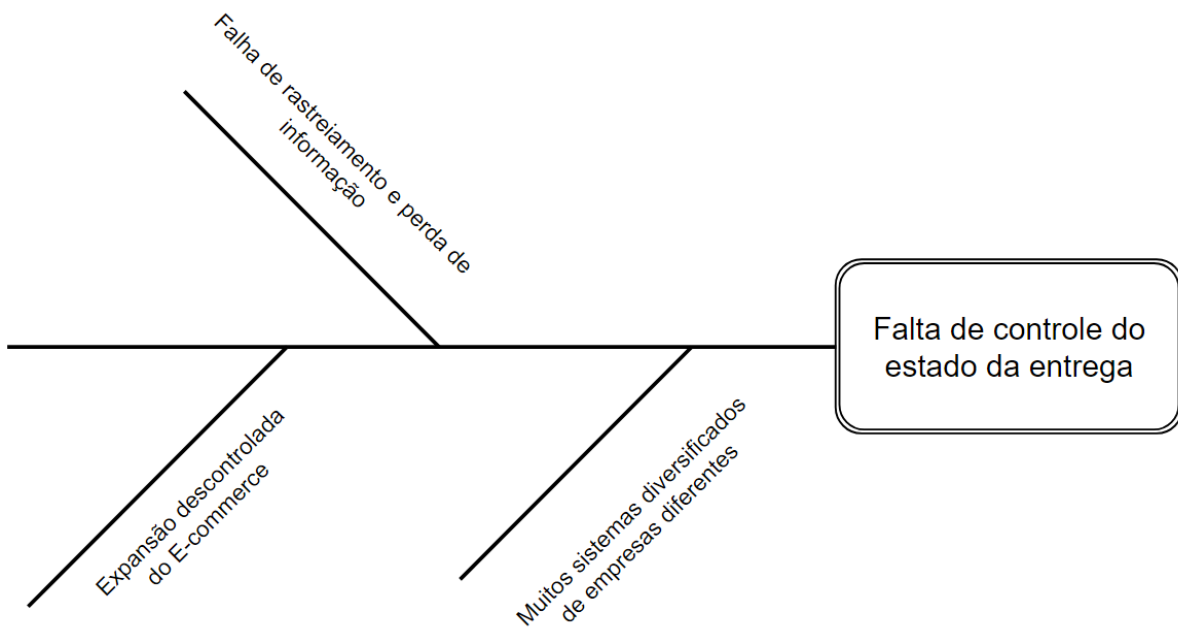 Falha de rastreiamento e perda de
informação
Falta de controle do
estado da entrega
Expansão descontrolada
do E-commerce
Muitos sistemas diversificados
de empresas diferentes